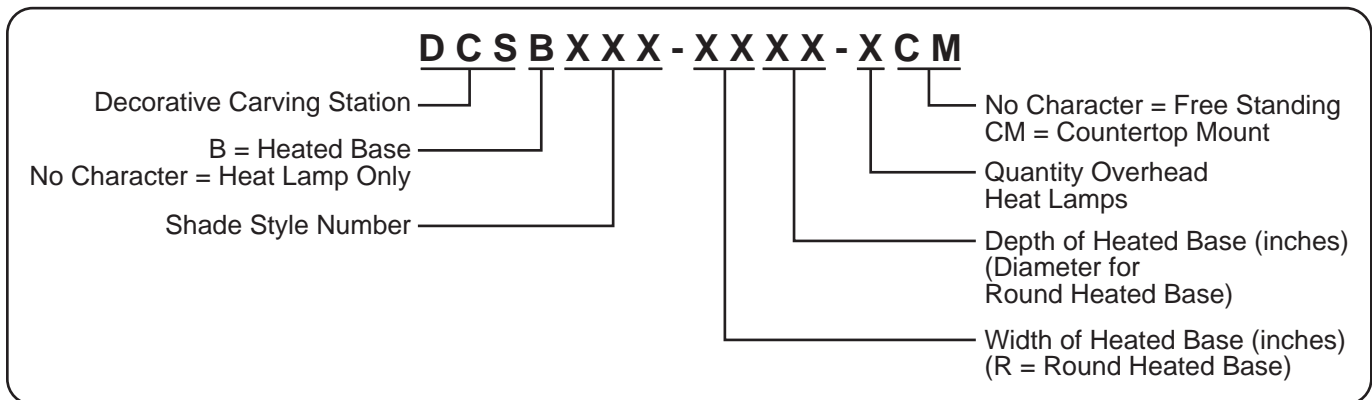 D C S B X X X - X X X X - X C M
Decorative Carving Station
B = Heated Base
No Character = Heat Lamp Only
Shade Style Number
No Character = Free Standing
CM = Countertop Mount
Quantity Overhead
Heat Lamps
Depth of Heated Base (inches)
(Diameter for
Round Heated Base)
Width of Heated Base (inches)
(R = Round Heated Base)